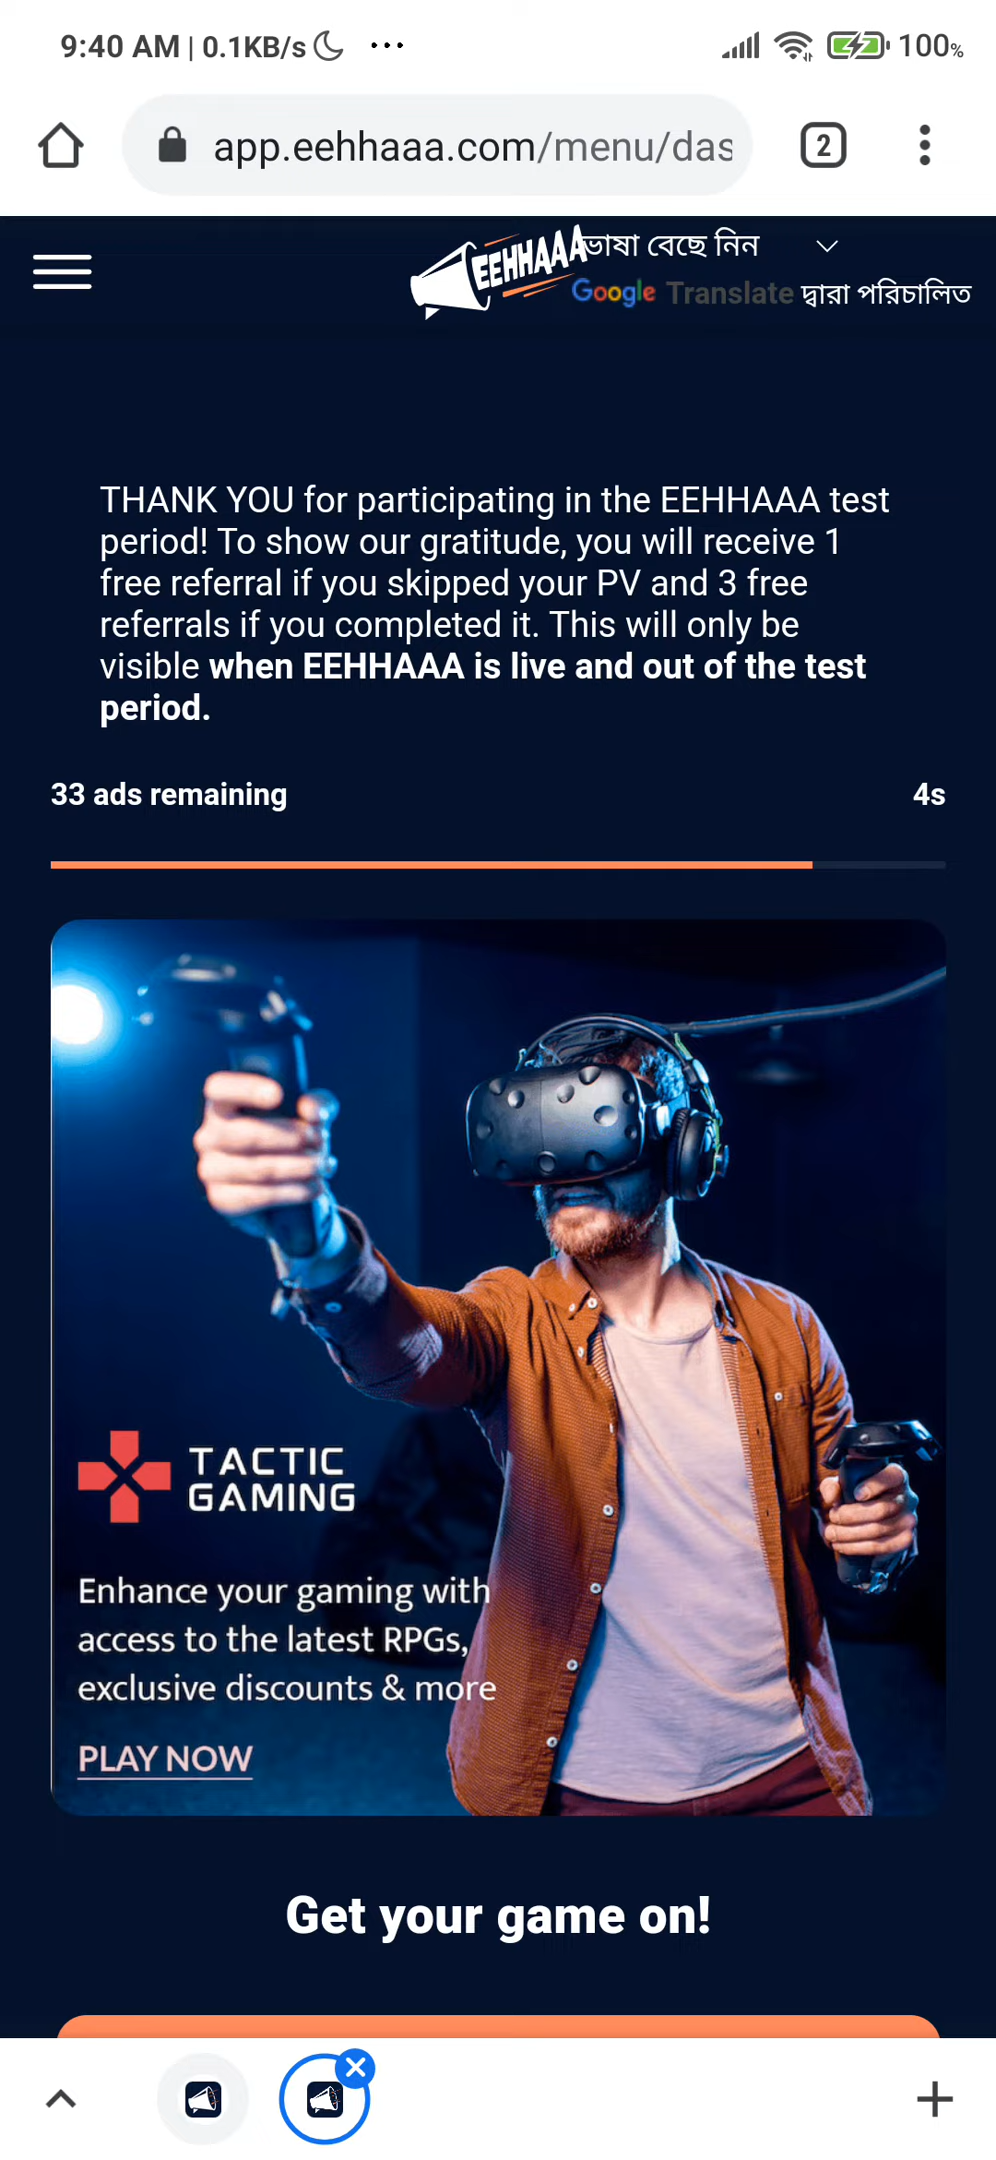 9:40 AM | 0.1KB/s ...
100%
app.eehhaaa.com/menu/das
2
EEHHAAA
ভাষা বেছে নিন
Google Translate দ্বারা পরিচালিত
THANK YOU for participating in the EEHHAAA test
period! To show our gratitude, you will receive 1
free referral if you skipped your PV and 3 free
referrals if you completed it. This will only be
visible when EEHHAAA is live and out of the test
period.
33 ads remaining
4s
TACTIC
GAMING
Enhance your gaming with
access to the latest RPGs,
exclusive discounts & more
PLAY NOW
Get your game on!